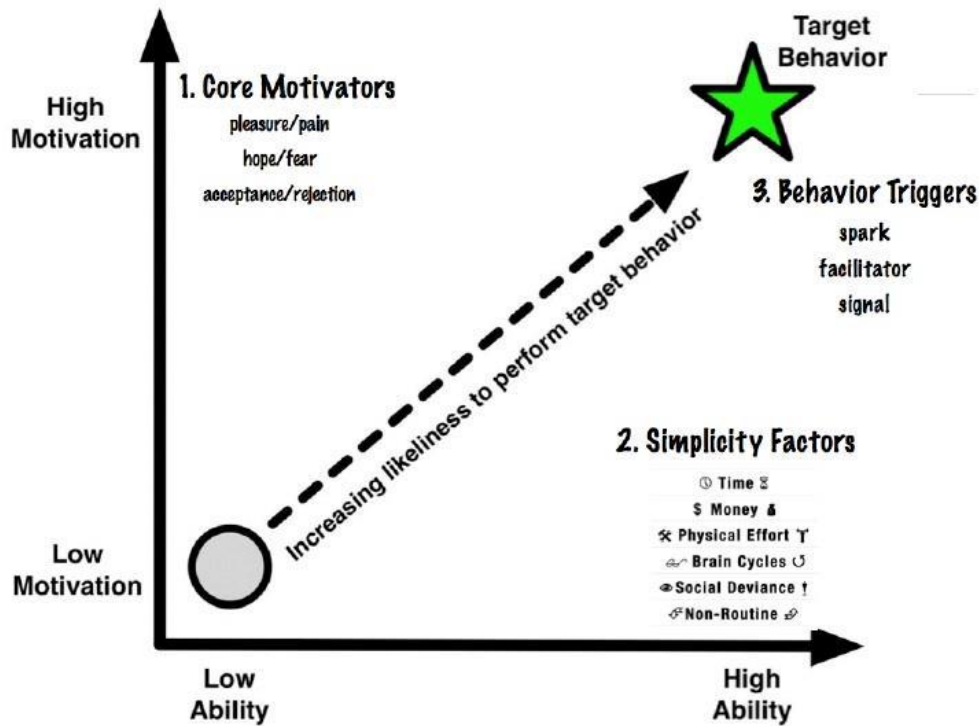 Target
Behavior
1. Core Motivators
pleasure/pain
hope/fear
acceptance/rejection
High
Motivation
3. Behavior Triggers
spark
facilitator
signal
Increasing likeliness to perform target behavior
2. Simplicity Factors
Time
$ Money
Physical Effort
Brain Cycles
Social Deviance
Non-Routine
Low
Motivation
Low
Ability
High
Ability